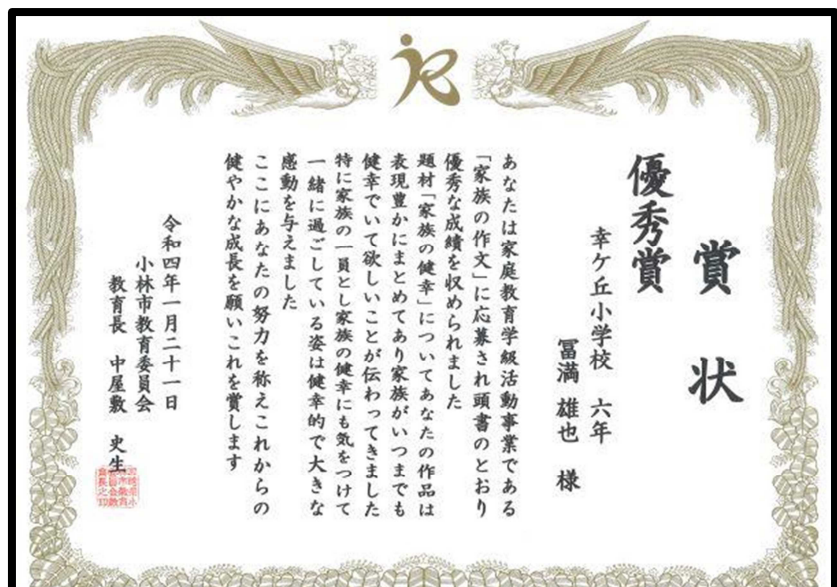 賞状
優秀賞
幸ケ丘小学校 六年
冨満 雄也 様
あなたは家庭教育学級活動事業である
「家族の作文」に応募され頭書のとおり
優秀な成績を収められました
題材「家族の健幸」についてあなたの作品は
表現豊かにまとめてあり家族がいつまでも
健幸でいて欲しいことが伝わってきました
特に家族の一員とし家族の健幸にも気をつけて
一緒に過ごしている姿は健幸的で大きな
感動を与えました
ここにあなたの努力を称えこれからの
健やかな成長を願いこれを賞します
令和四年一月二十一日
小林市教育委員会
教育長 中屋敷 史生